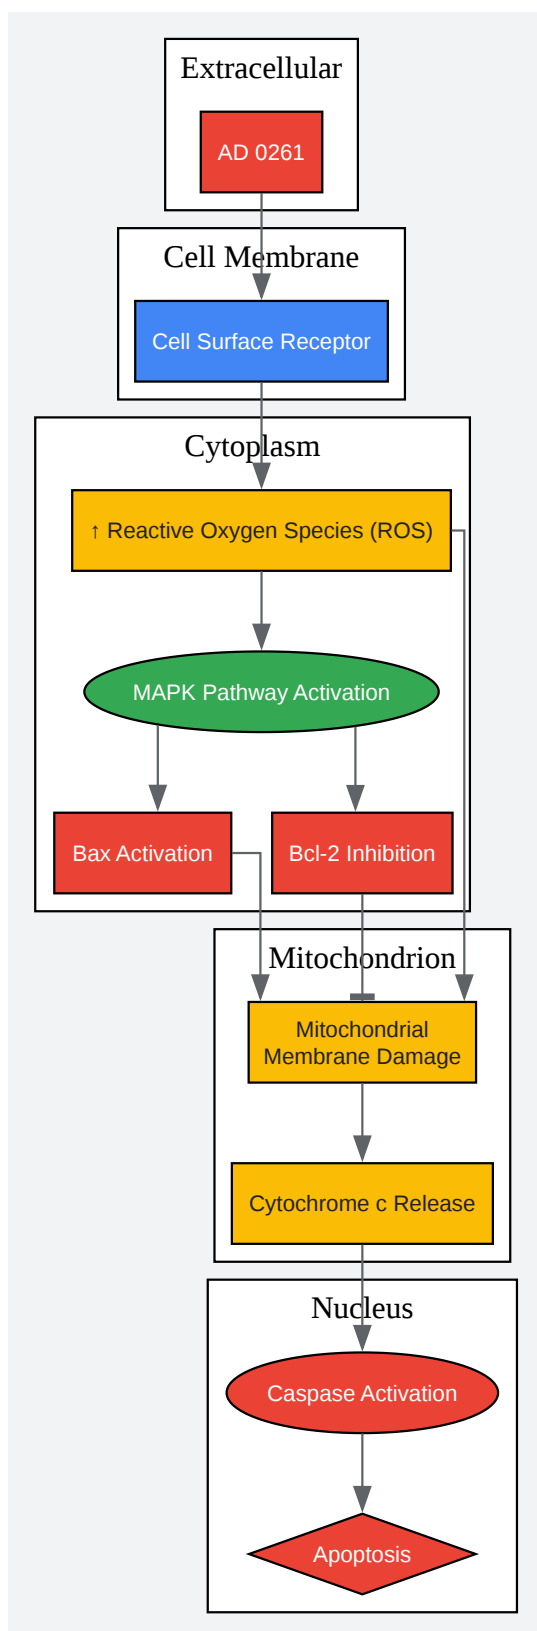 Extracellular
AD 0261
Cell Membrane
Cell Surface Receptor
Cytoplasm
↑ Reactive Oxygen Species (ROS)
MAPK Pathway Activation
Bax Activation
Bcl-2 Inhibition
Mitochondrion
Mitochondrial
Membrane Damage
Cytochrome c Release
Nucleus
Caspase Activation
Apoptosis